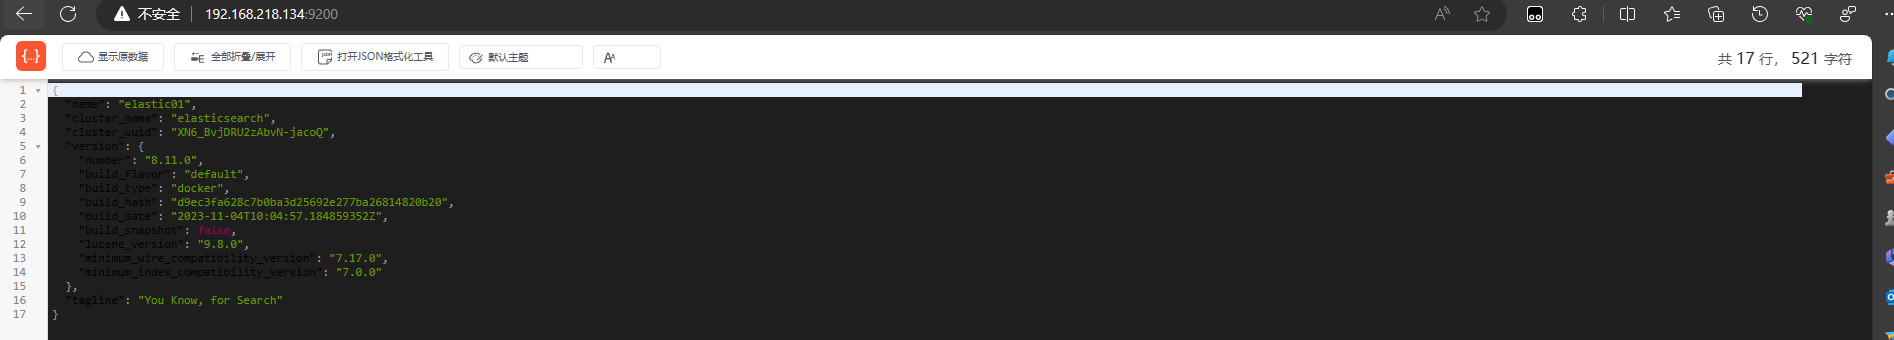 不安全 192.168.218.134:9200
{..} 显示原数据 全部折叠/展开 打开JSON格式化工具 默认主题 AA 共 17 行， 521 字符
1 {
2 "name": "elastic01",
3 "cluster_name": "elasticsearch",
4 "cluster_uuid": "XN6_BvjDRU2zAbvN-jacoQ",
5 "version": {
6 "number": "8.11.0",
7 "build_flavor": "default",
8 "build_type": "docker",
9 "build_hash": "d9ec3fa628c7b0ba3d25692e277ba26814820b20",
10 "build_date": "2023-11-04T10:04:57.184859352Z",
11 "build_snapshot": false,
12 "lucene_version": "9.8.0",
13 "minimum_wire_compatibility_version": "7.17.0",
14 "minimum_index_compatibility_version": "7.0.0"
15 },
16 "tagline": "You Know, for Search"
17 }